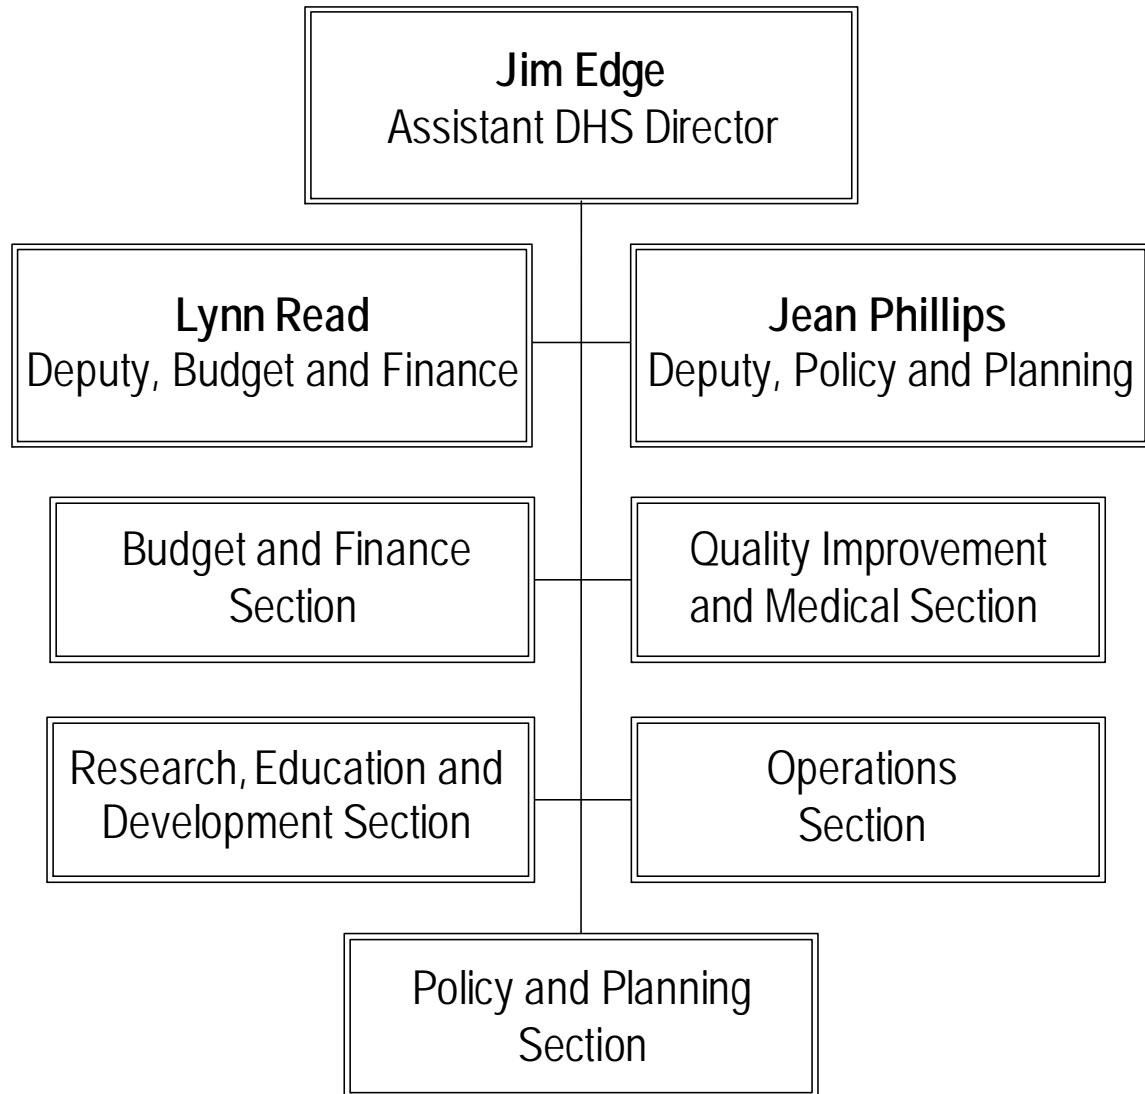 Jim Edge
Assistant DHS Director
Lynn Read
Deputy, Budget and Finance
Jean Phillips
Deputy, Policy and Planning
Budget and Finance
Section
Quality Improvement
and Medical Section
Research, Education and
Development Section
Operations
Section
Policy and Planning
Section